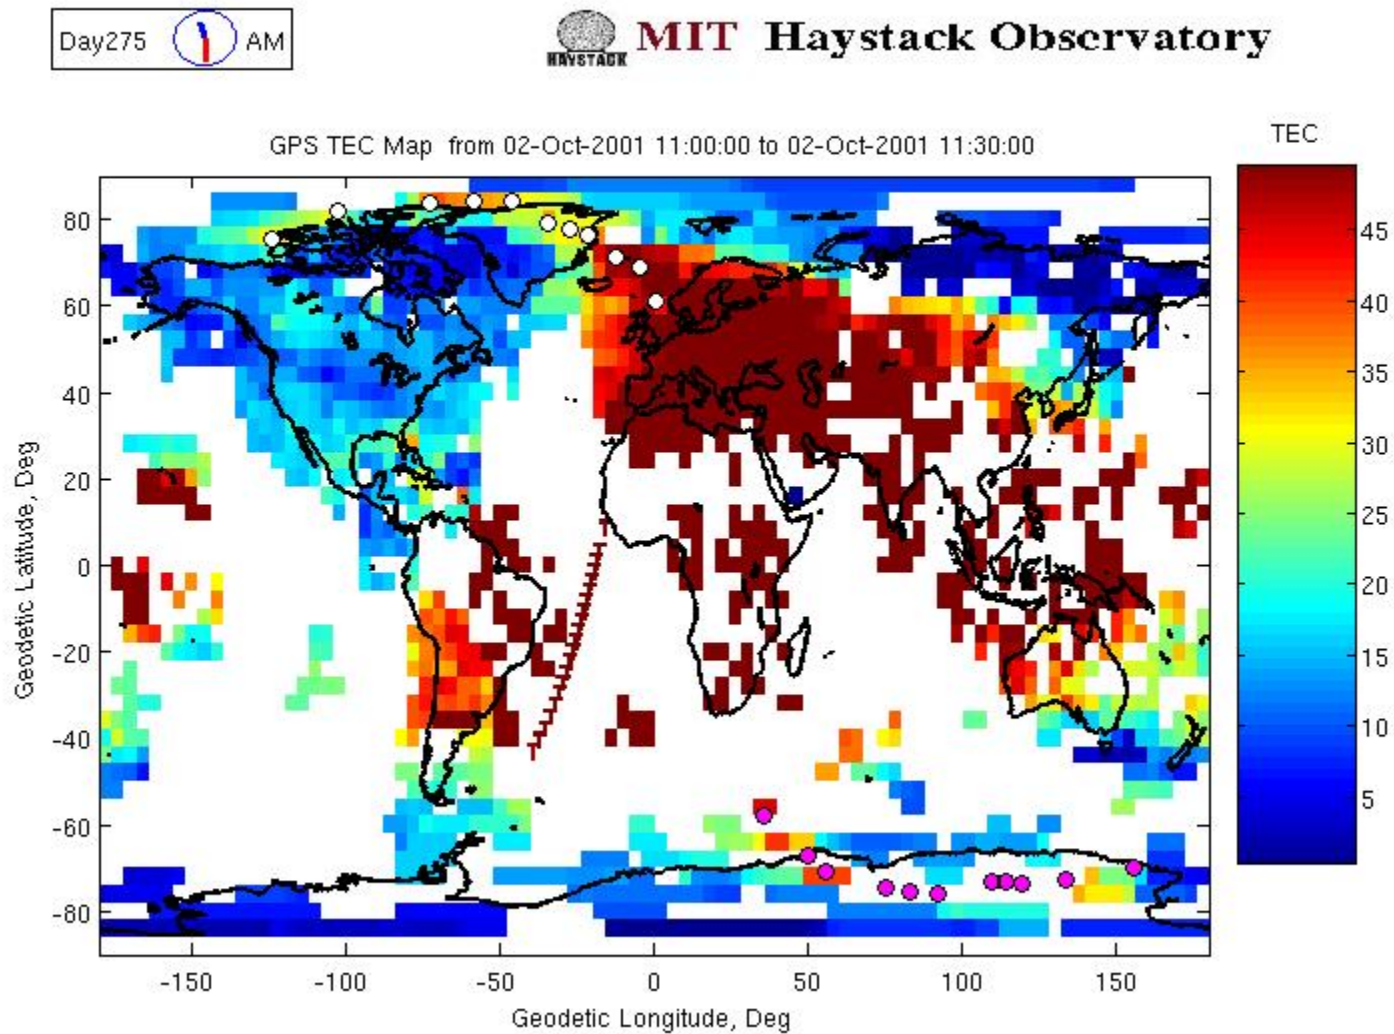 Day275 AM
HAYSTACK
MIT Haystack Observatory
GPS TEC Map from 02-Oct-2001 11:00:00 to 02-Oct-2001 11:30:00
TEC
80
60
40
20
0
-20
-40
-60
-80
Geodetic Latitude, Deg
-150 -100 -50 0 50 100 150
Geodetic Longitude, Deg
45
40
35
30
25
20
15
10
5